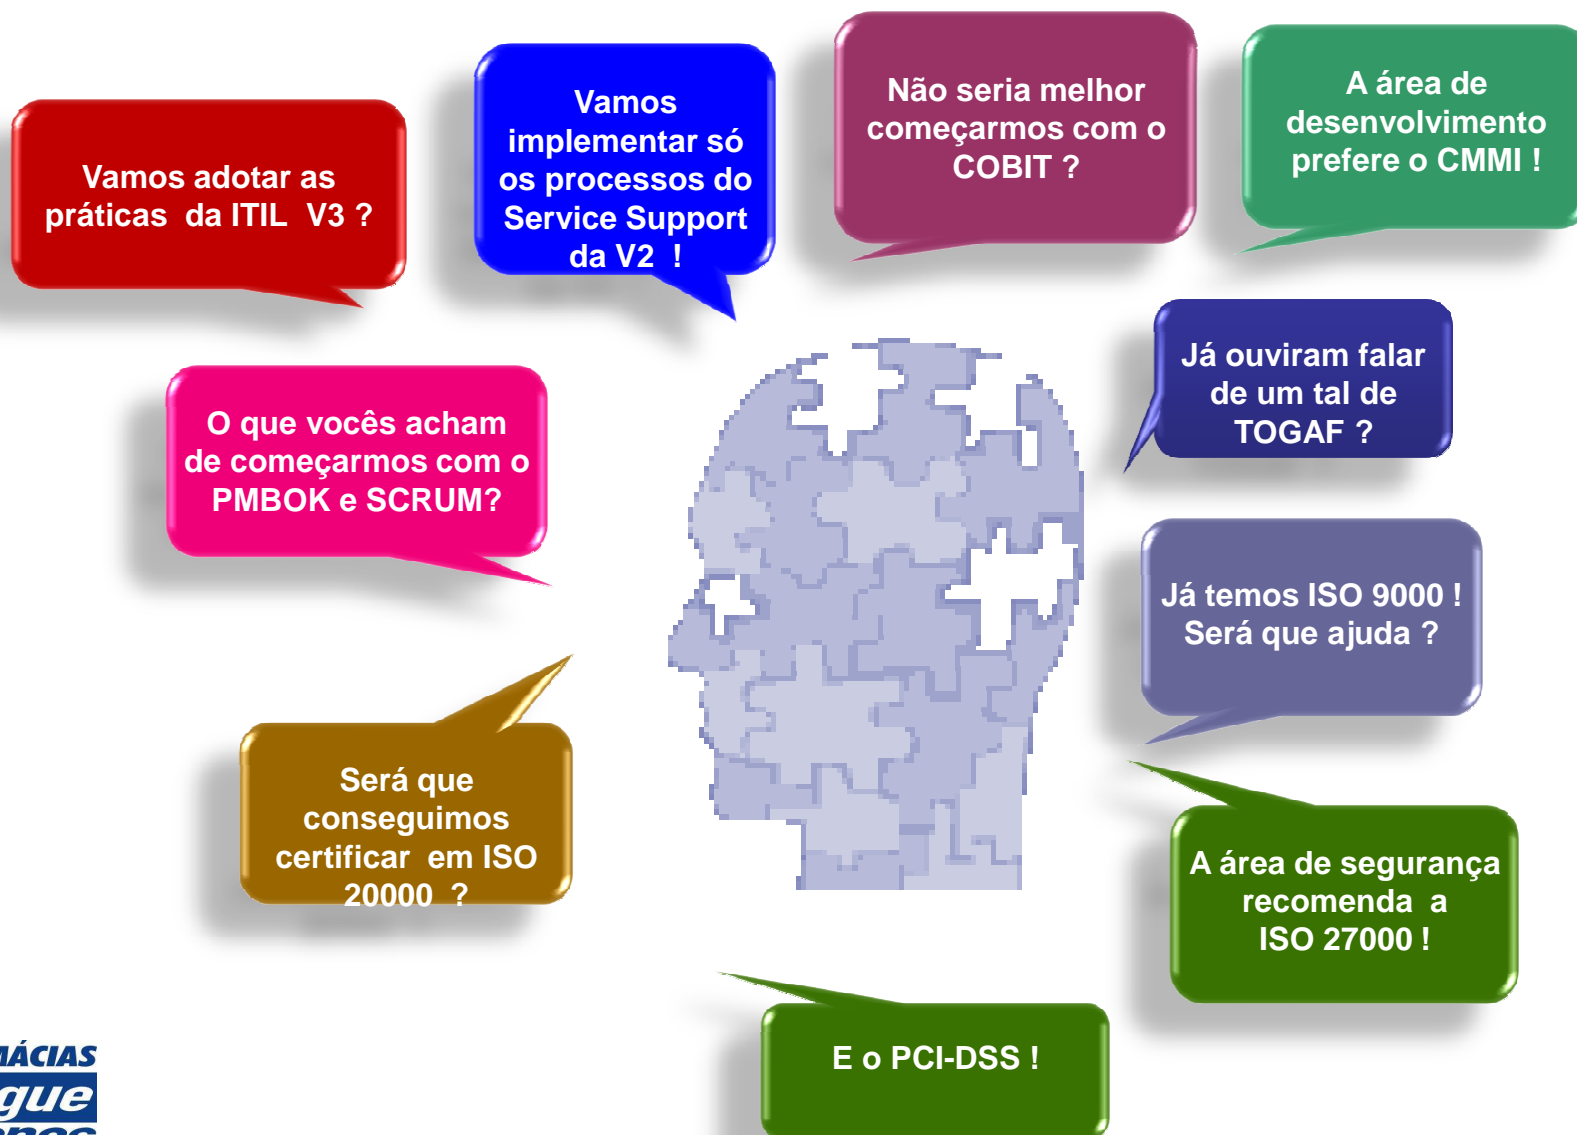 Vamos adotar as
práticas da ITIL V3 ?
Vamos
implementar só
os processos do
Service Support
da V2 !
Não seria melhor
começarmos com o
COBIT ?
A área de
desenvolvimento
prefere o CMMI !
O que vocês acham
de começarmos com o
PMBOK e SCRUM?
Já ouviram falar
de um tal de
TOGAF ?
Já temos ISO 9000 !
Será que ajuda ?
Será que
conseguimos
certificar em ISO
20000 ?
A área de segurança
recomenda a
ISO 27000 !
E o PCI-DSS !
MÁCIAS
gue